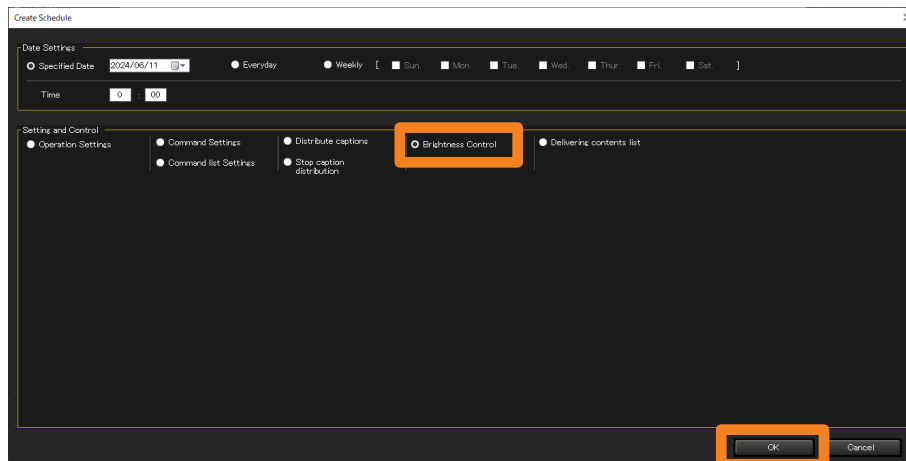 Create Schedule
Date Settings
Specified Date 2024/06/11 Everyday Weekly [ Sun. Mon. Tue. Wed. Thur. Fri. Sat. ]
Time 0 : 00
Setting and Control
Operation Settings Command Settings Distribute captions Brightness Control Delivering contents list
Command list Settings Stop caption
distribution
OK Cancel